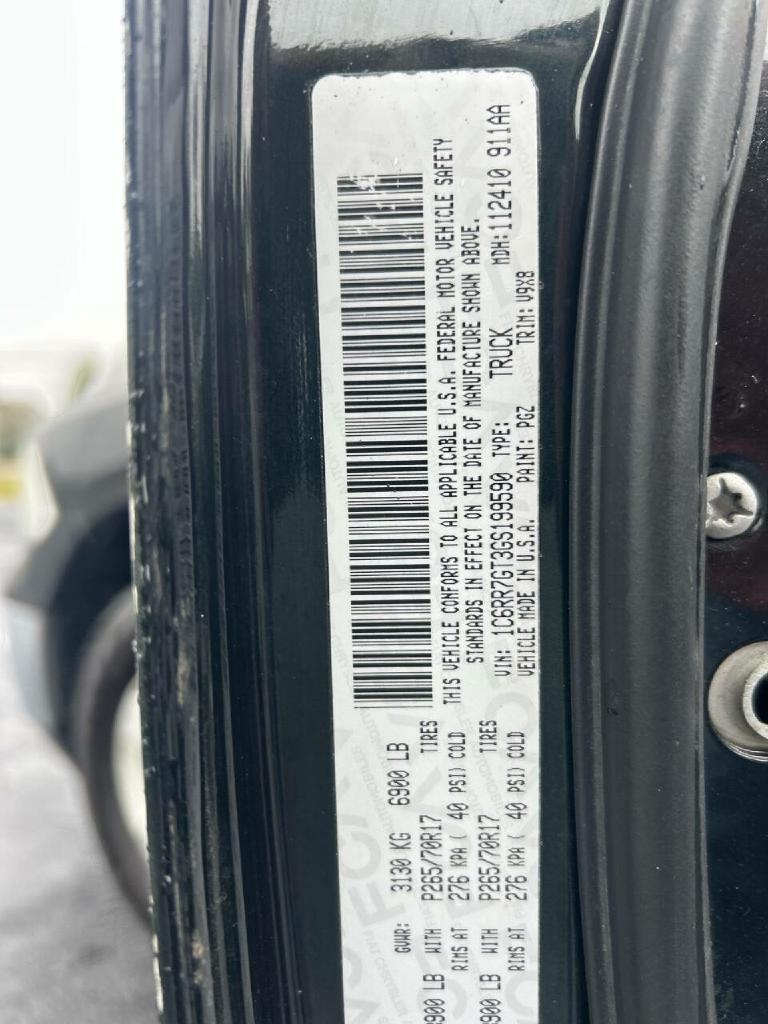 GVWR: 3130 KG 6900 LB
900 LB WITH P265/70R17 TIRES
RIMS AT 276 KPA ( 40 PSI) COLD
900 LB WITH P265/70R17 TIRES
RIMS AT 276 KPA ( 40 PSI) COLD
THIS VEHICLE CONFORMS TO ALL APPLICABLE U.S.A. FEDERAL MOTOR VEHICLE SAFETY
STANDARDS IN EFFECT ON THE DATE OF MANUFACTURE SHOWN ABOVE.
VIN: 1C6RR7GT3GS199590 TYPE: TRUCK MDH:112410 911AA
VEHICLE MADE IN U.S.A. PAINT: PGZ TRIM: V9X8